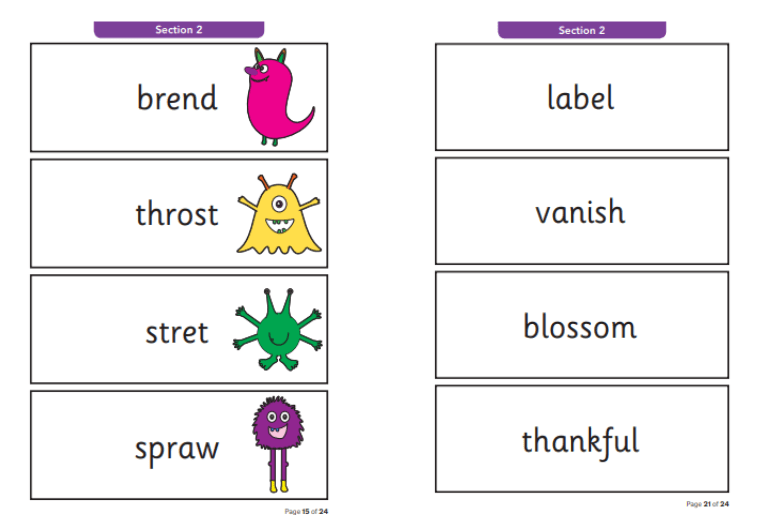 Section 2
brend
throst
stret
spraw
Page 15 of 24
Section 2
label
vanish
blossom
thankful
Page 21 of 24